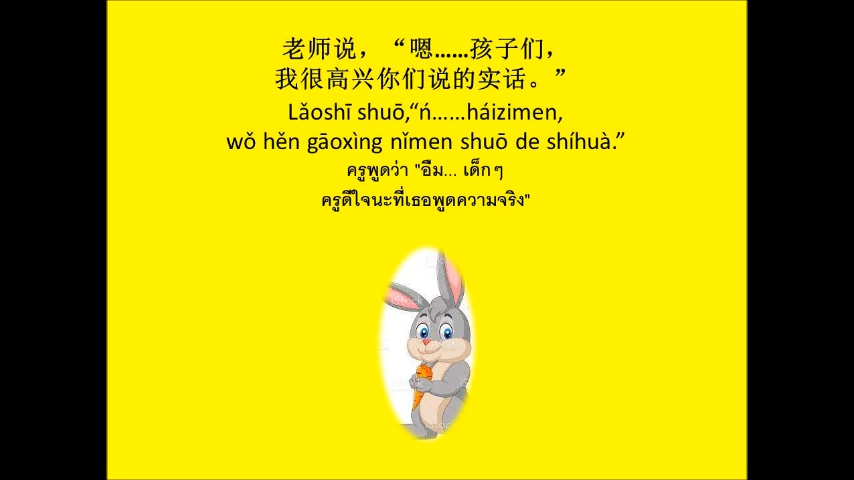 老师说，“嗯……孩子们，
我很高兴你们说的实话。”
Lǎoshī shuō,“ń……háizimen,
wǒ hěn gāoxìng nǐmen shuō de shíhuà.”
ครูพูดว่า "อืม... เด็กๆ
ครูดีใจนะที่เธอพูดความจริง"
iStock